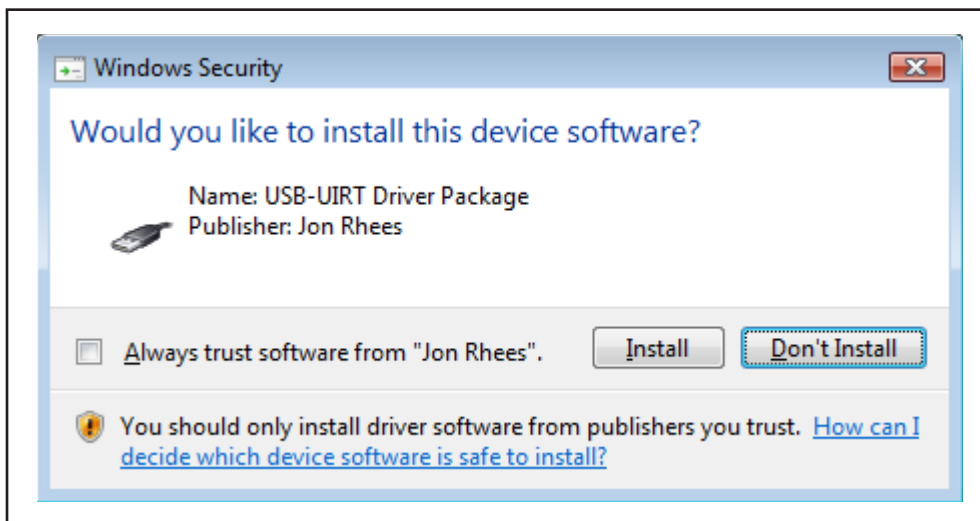 Windows Security
Would you like to install this device software?
Name: USB-UIRT Driver Package
Publisher: Jon Rhees
Always trust software from "Jon Rhees".
Install
Don't Install
You should only install driver software from publishers you trust. How can I
decide which device software is safe to install?